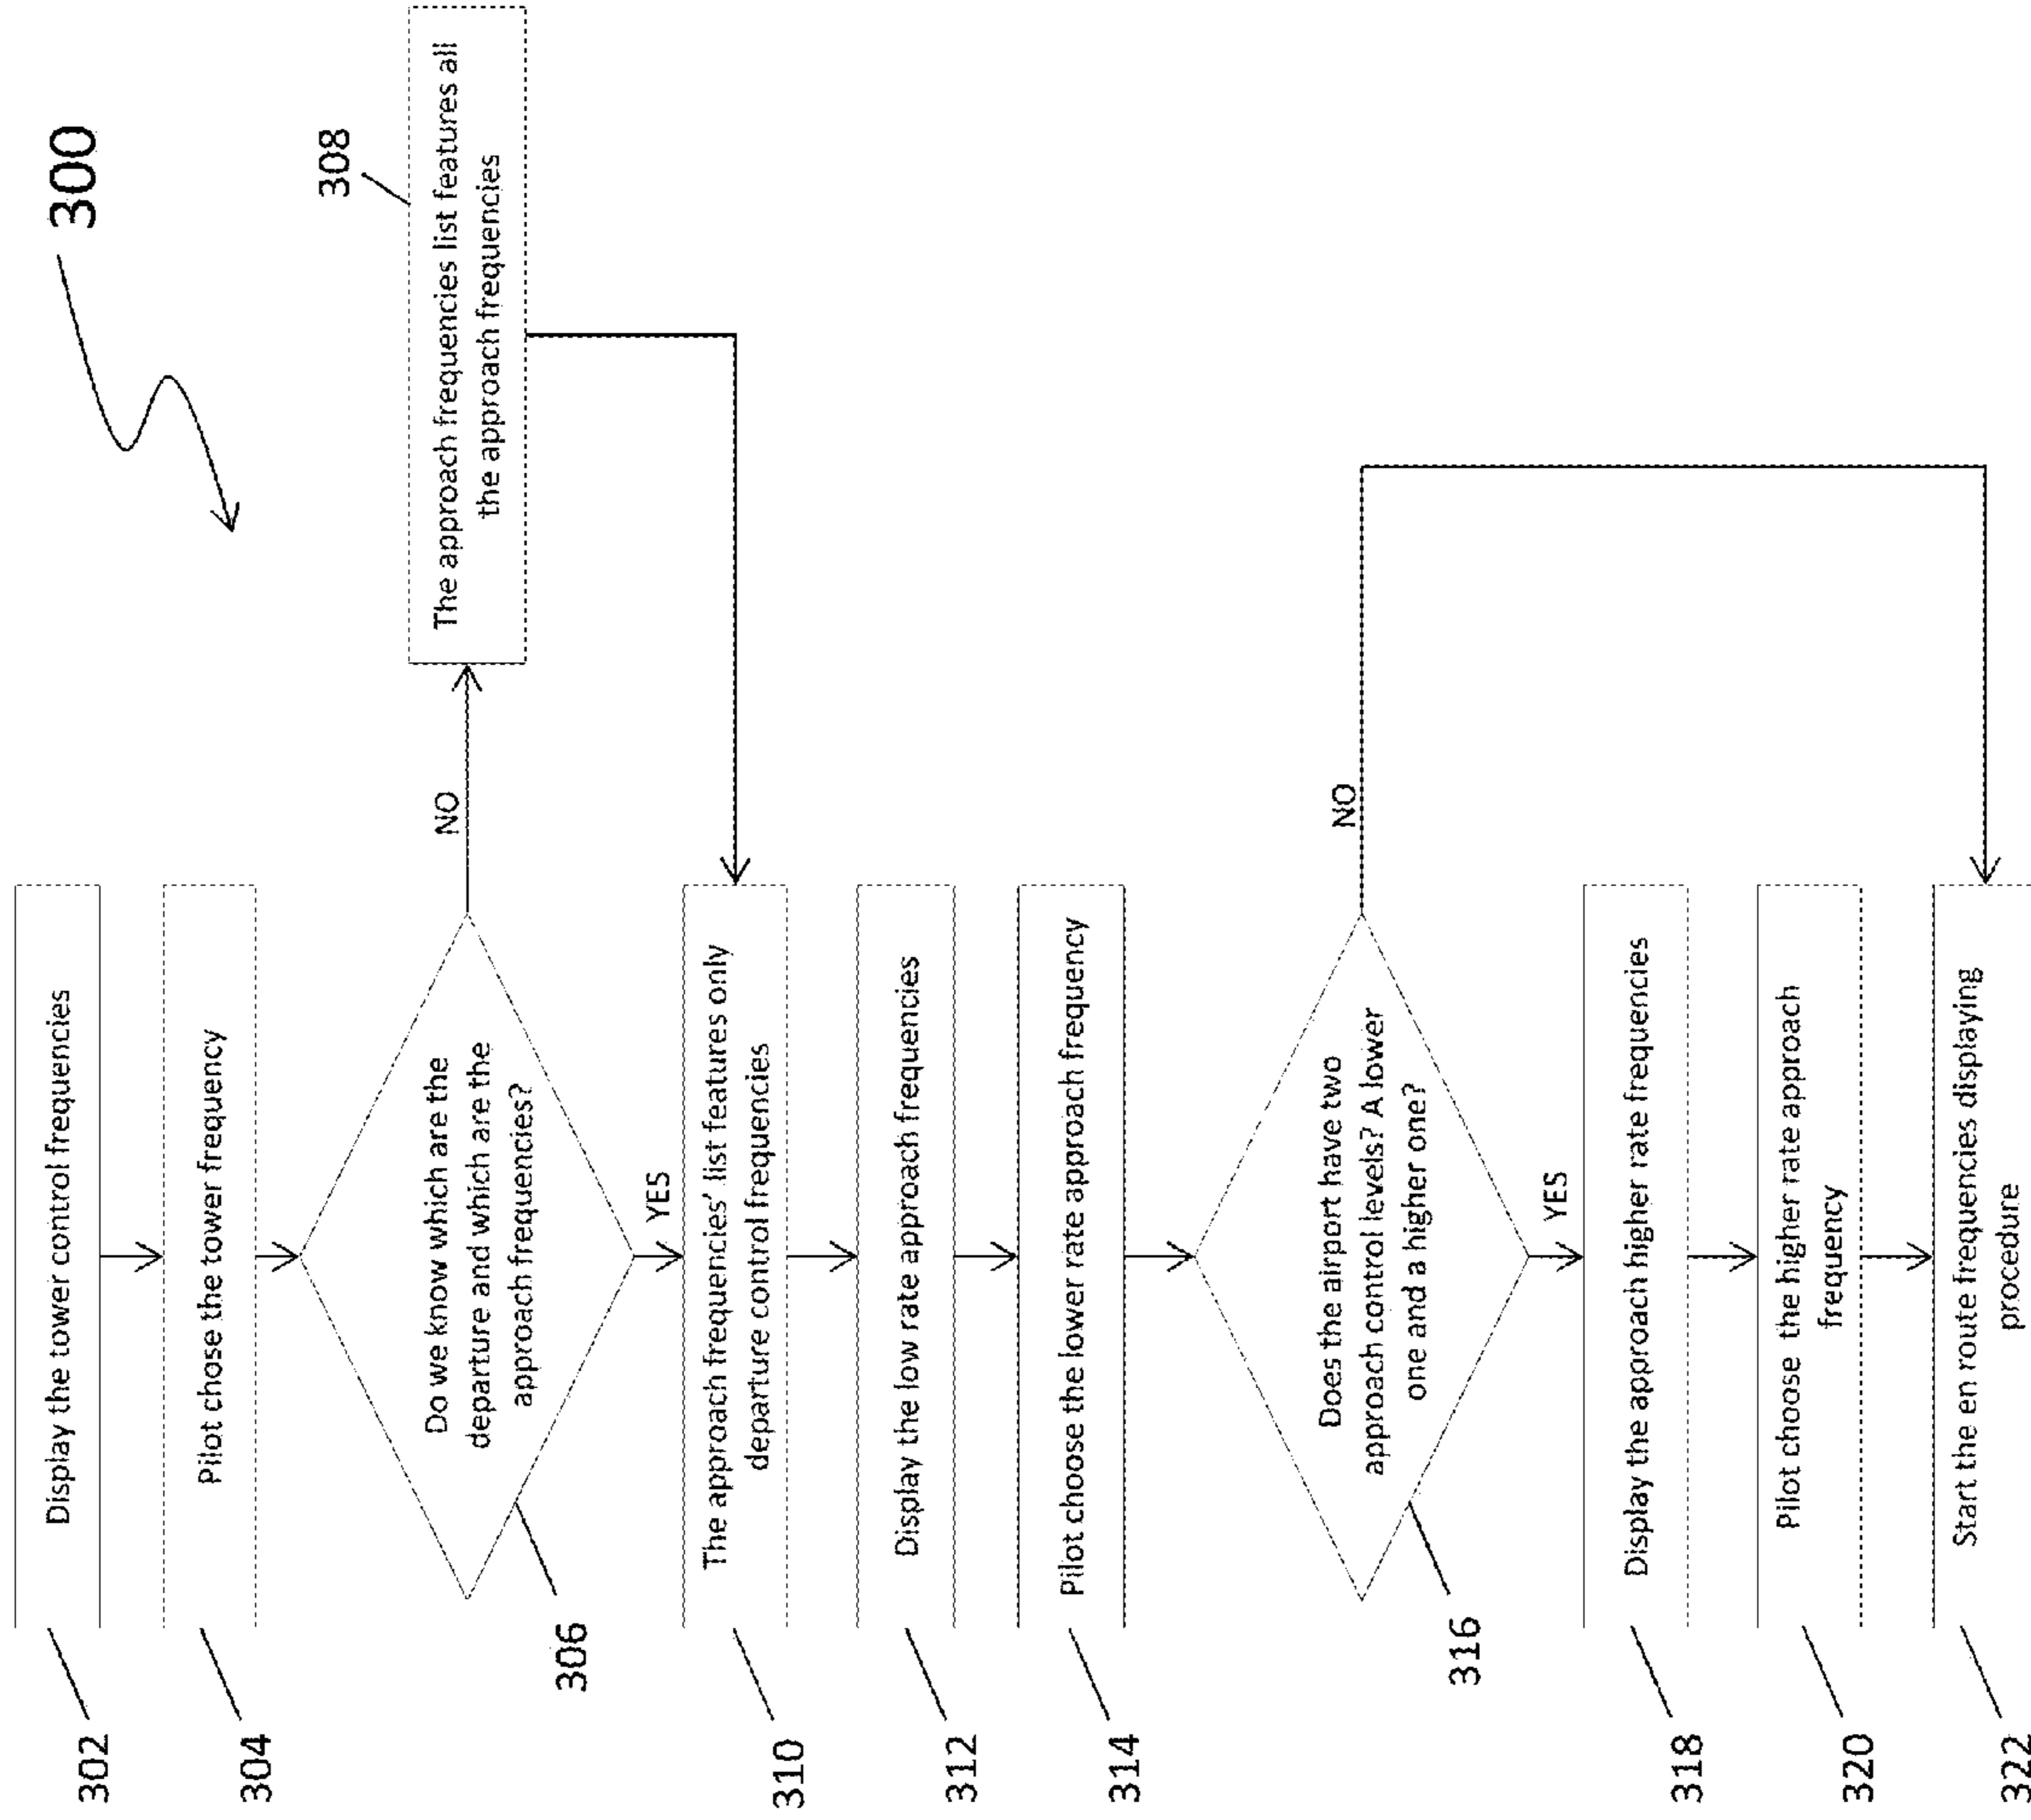 300
302
Display the tower control frequencies
304
Pilot chose the tower frequency
306
Do we know which are the
departure and which are the
approach frequencies?
NO
308
The approach frequencies list features all
the approach frequencies
YES
310
The approach frequencies' list features only
departure control frequencies
312
Display the low rate approach frequencies
314
Pilot choose the lower rate approach frequency
316
Does the airport have two
approach control levels? A lower
one and a higher one?
NO
YES
318
Display the approach higher rate frequencies
320
Pilot choose the higher rate approach
frequency
322
Start the en route frequencies displaying
procedure